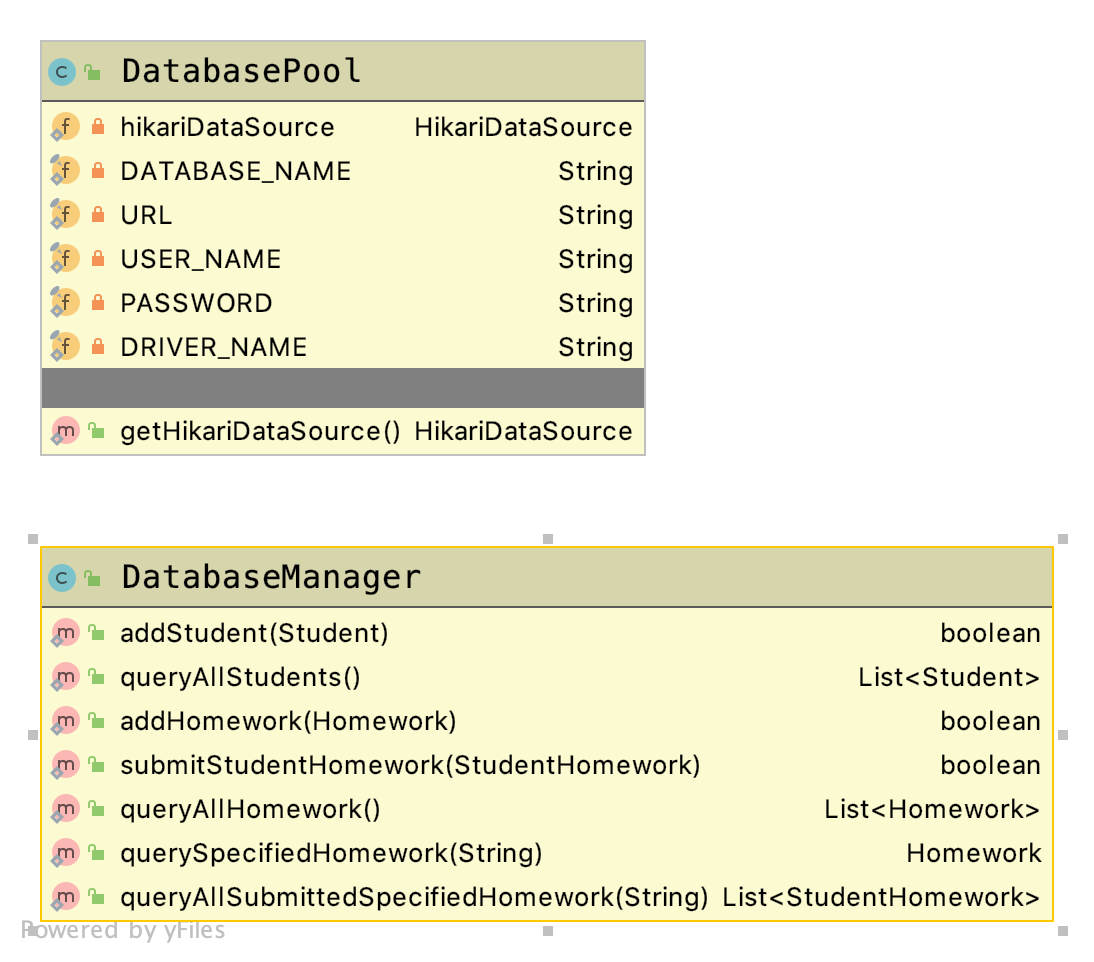 C DatabasePool
f hikariDataSource HikariDataSource
f DATABASE_NAME String
f URL String
f USER_NAME String
f PASSWORD String
f DRIVER_NAME String
m getHikariDataSource() HikariDataSource
C DatabaseManager
m addStudent(Student) boolean
m queryAllStudents() List<Student>
m addHomework(Homework) boolean
m submitStudentHomework(StudentHomework) boolean
m queryAllHomework() List<Homework>
m querySpecifiedHomework(String) Homework
m queryAllSubmittedSpecifiedHomework(String) List<StudentHomework>
Powered by yFiles